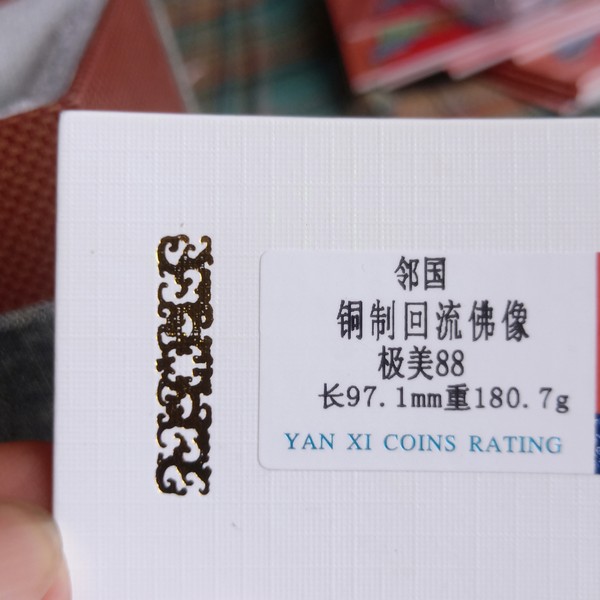 邻国
铜制回流佛像
极美88
长97.1mm重180.7g
YAN XI COINS RATING